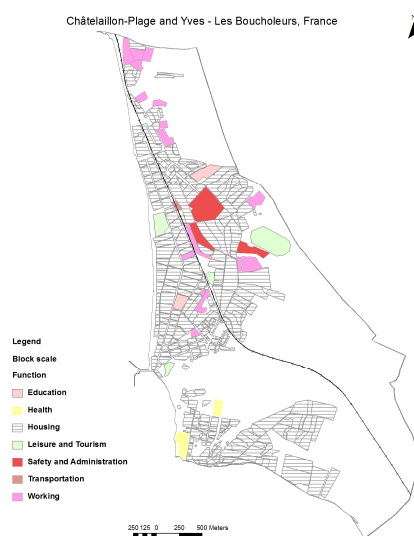 Châtelaillon-Plage and Yves - Les Boucholeurs, France
Legend
Block scale
Function
Education
Health
Housing
Leisure and Tourism
Safety and Administration
Transportation
Working
250 125 0 250 500 Meters